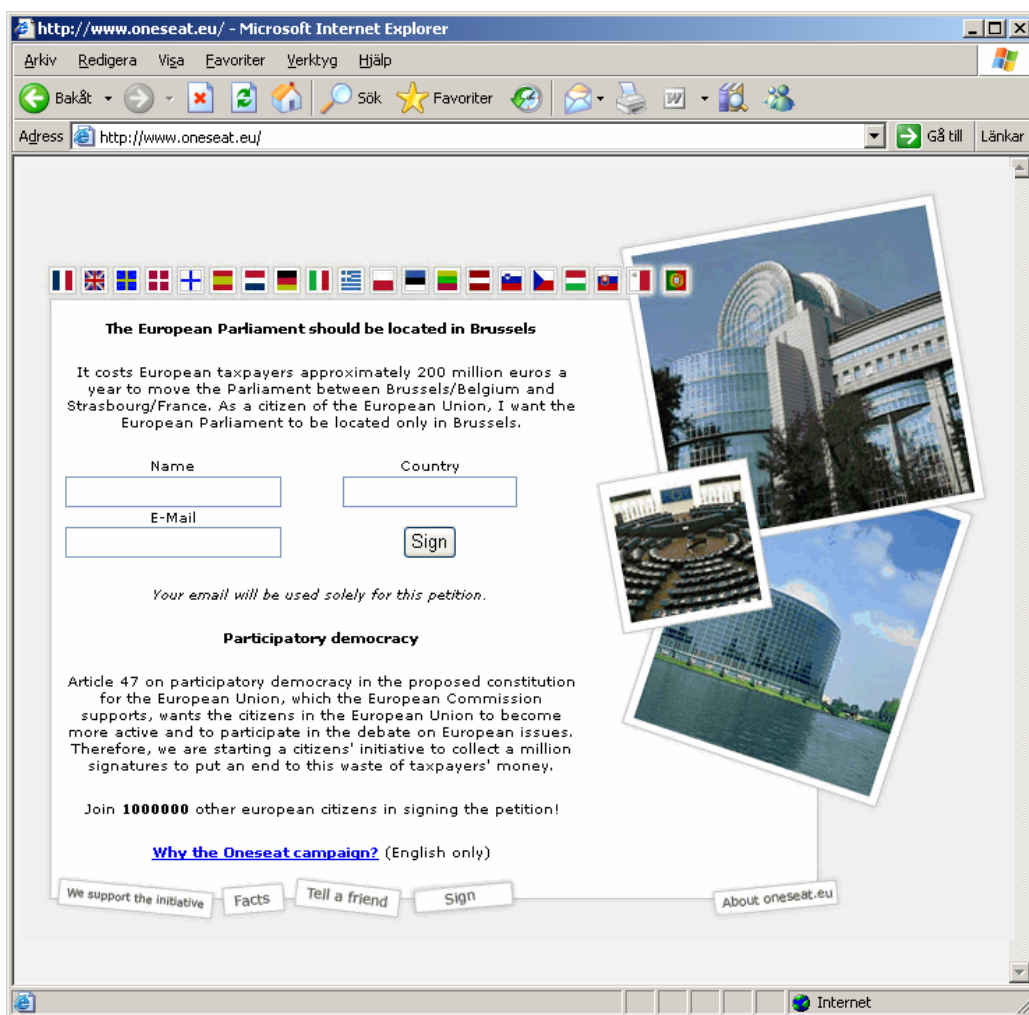 http://www.oneseat.eu/ - Microsoft Internet Explorer
Arkiv Redigera Visa Favoriter Verktyg Hjälp
Bakåt Sök Favoriter
Adress http://www.oneseat.eu/ Gå till Länkar
The European Parliament should be located in Brussels
It costs European taxpayers approximately 200 million euros a
year to move the Parliament between Brussels/Belgium and
Strasbourg/France. As a citizen of the European Union, I want the
European Parliament to be located only in Brussels.
Name Country
E-Mail
Sign
Your email will be used solely for this petition.
Participatory democracy
Article 47 on participatory democracy in the proposed constitution
for the European Union, which the European Commission
supports, wants the citizens in the European Union to become
more active and to participate in the debate on European issues.
Therefore, we are starting a citizens' initiative to collect a million
signatures to put an end to this waste of taxpayers' money.
Join 1000000 other european citizens in signing the petition!
Why the Oneseat campaign? (English only)
We support the initiative Facts Tell a friend Sign About oneseat.eu
Internet